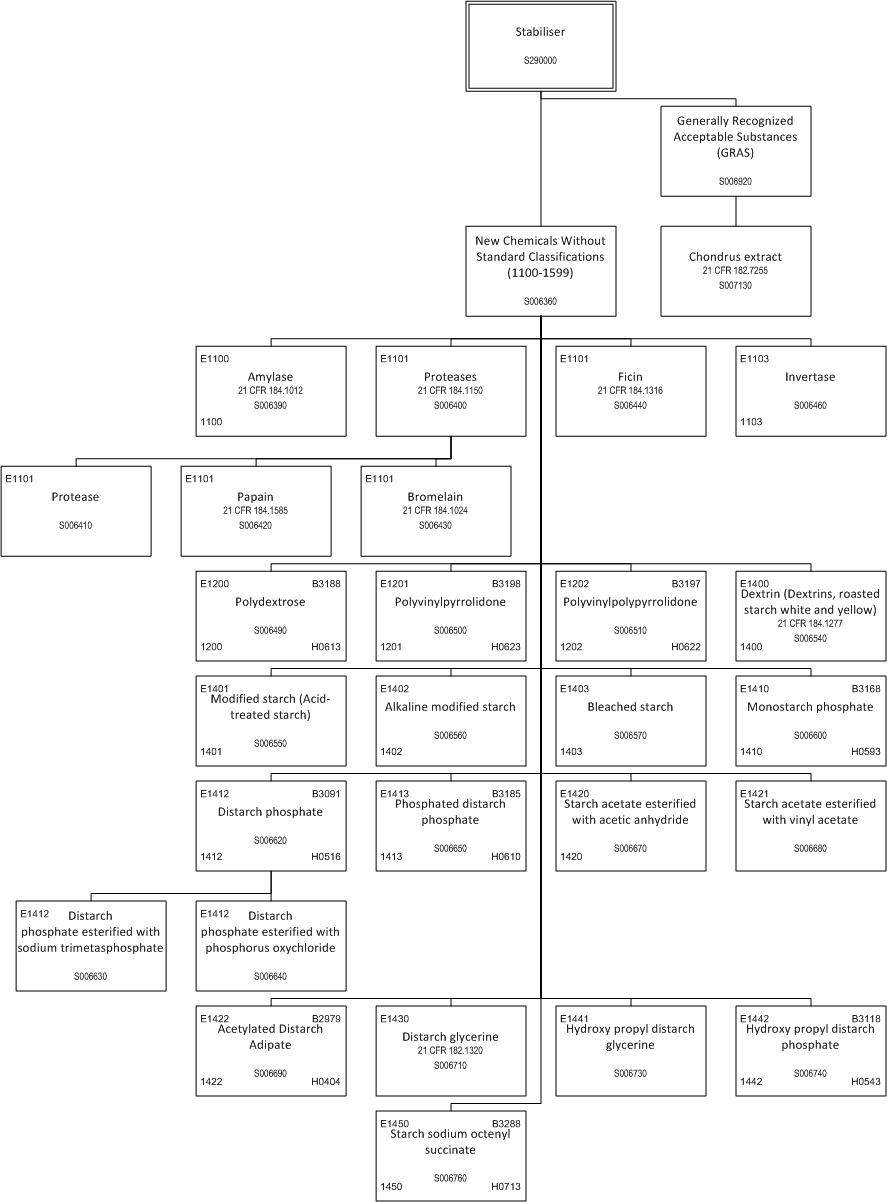 Stabiliser
S290000
Generally Recognized
Acceptable Substances
(GRAS)
S006920
New Chemicals Without
Standard Classifications
(1100-1599)
S006360
Chondrus extract
21 CFR 182.7255
S007130
E1100
Amylase
21 CFR 184.1012
S006390
1100
E1101
Proteases
21 CFR 184.1150
S006400
E1101
Ficin
21 CFR 184.1316
S006440
E1103
Invertase
S006460
1103
E1101
Protease
S006410
E1101
Papain
21 CFR 184.1585
S006420
E1101
Bromelain
21 CFR 184.1024
S006430
E1200 B3188
Polydextrose
S006490
1200 H0613
E1201 B3198
Polyvinylpyrrolidone
S006500
1201 H0623
E1202 B3197
Polyvinylpolypyrrolidone
S006510
1202 H0622
E1400
Dextrin (Dextrins, roasted
starch white and yellow)
21 CFR 184.1277
S006540
1400
E1401
Modified starch (Acid-
treated starch)
S006550
1401
E1402
Alkaline modified starch
S006560
1402
E1403
Bleached starch
S006570
1403
E1410 B3168
Monostarch phosphate
S006600
1410 H0593
E1412 B3091
Distarch phosphate
S006620
1412 H0516
E1413 B3185
Phosphated distarch
phosphate
S006650
1413 H0610
E1420
Starch acetate esterified
with acetic anhydride
S006670
1420
E1421
Starch acetate esterified
with vinyl acetate
S006680
E1412 Distarch
phosphate esterified with
sodium trimetasphosphate
S006630
E1412 Distarch
phosphate esterified with
phosphorus oxychloride
S006640
E1422 B2979
Acetylated Distarch
Adipate
S006690
1422 H0404
E1430
Distarch glycerine
21 CFR 182.1320
S006710
E1441
Hydroxy propyl distarch
glycerine
S006730
E1442 B3118
Hydroxy propyl distarch
phosphate
S006740
1442 H0543
E1450 B3288
Starch sodium octenyl
succinate
S006760
1450 H0713